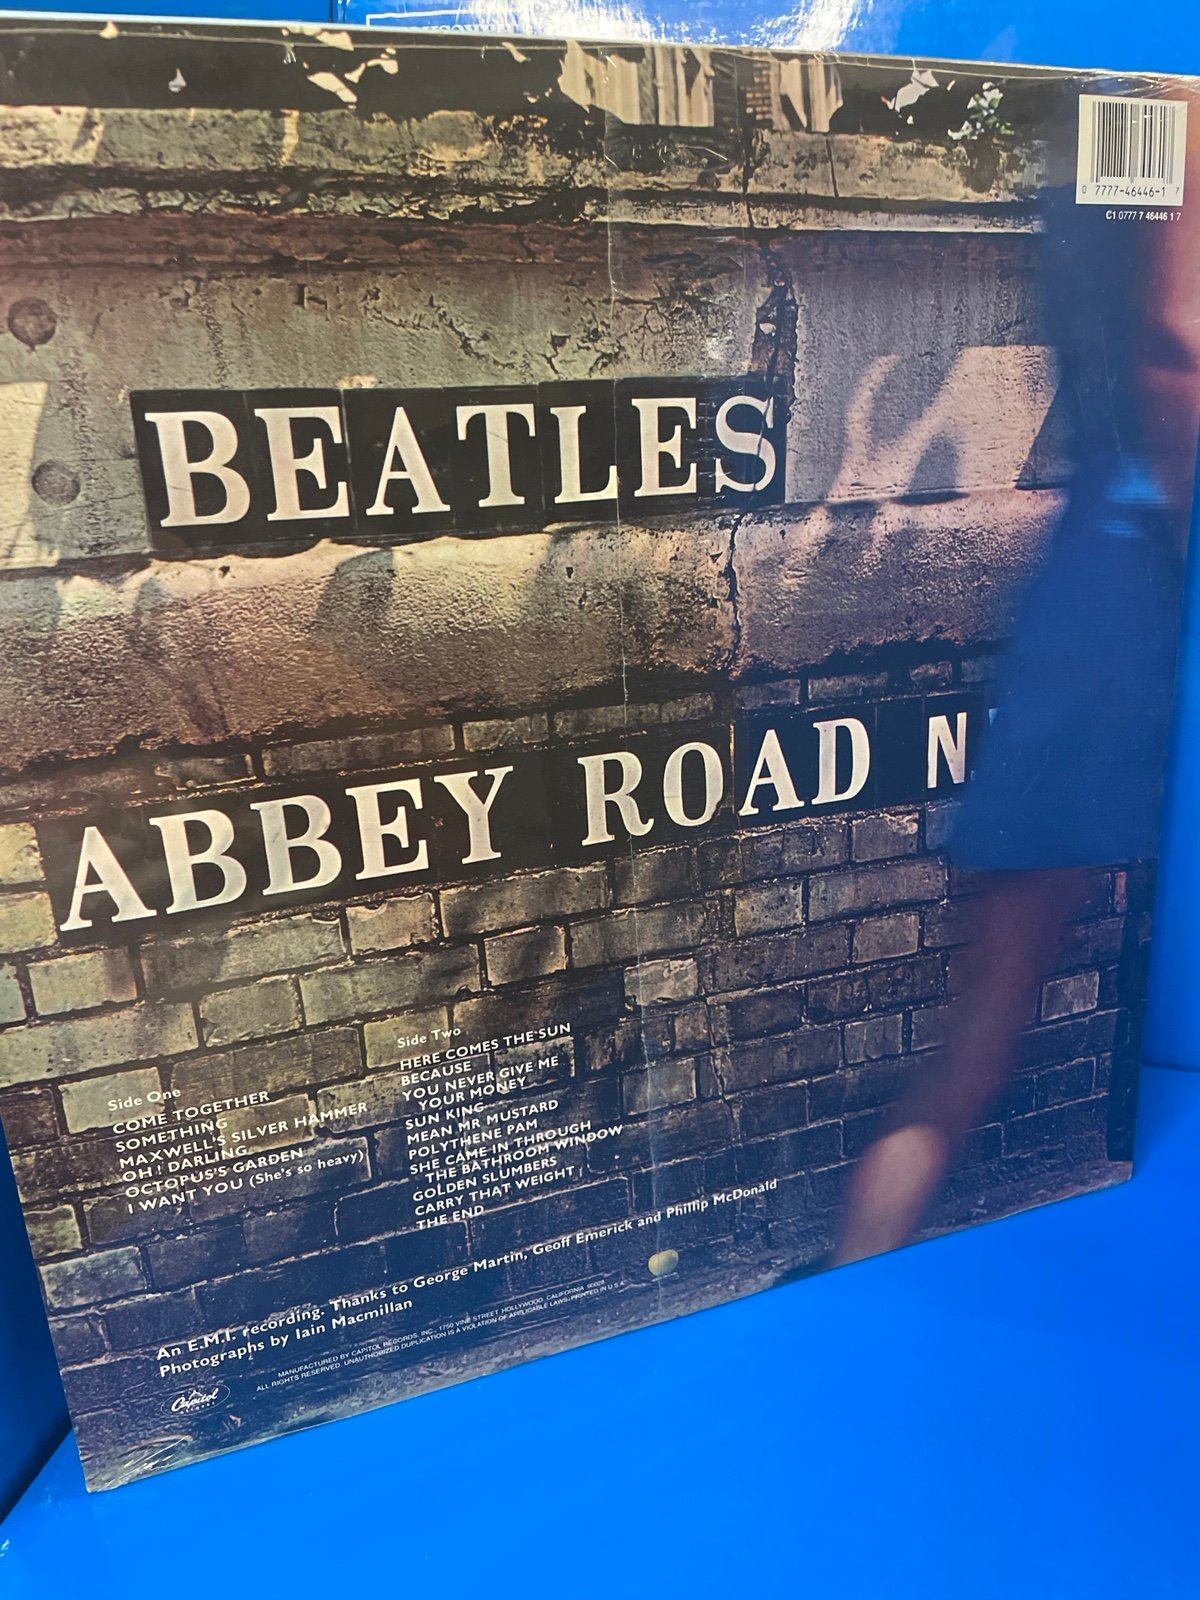 0 7777-46446-1 7
C1 0777 7 46446 1 7
BEATLES
ABBEY ROAD N
Side One
COME TOGETHER
SOMETHING
MAXWELL'S SILVER HAMMER
OH! DARLING
OCTOPUS'S GARDEN
I WANT YOU (She's so heavy)
Side Two
HERE COMES THE SUN
BECAUSE
YOU NEVER GIVE ME
YOUR MONEY
SUN KING
MEAN MR MUSTARD
POLYTHENE PAM
SHE CAME IN THROUGH
THE BATHROOM WINDOW
GOLDEN SLUMBERS
CARRY THAT WEIGHT
THE END
An E.M.I. recording. Thanks to George Martin, Geoff Emerick and Phillip McDonald
Photographs by Iain Macmillan
MANUFACTURED BY CAPITOL RECORDS, INC., 1750 VINE STREET, HOLLYWOOD, CALIFORNIA 90028
ALL RIGHTS RESERVED. UNAUTHORIZED DUPLICATION IS A VIOLATION OF APPLICABLE LAWS. PRINTED IN U.S.A.
Capitol
RECORDS